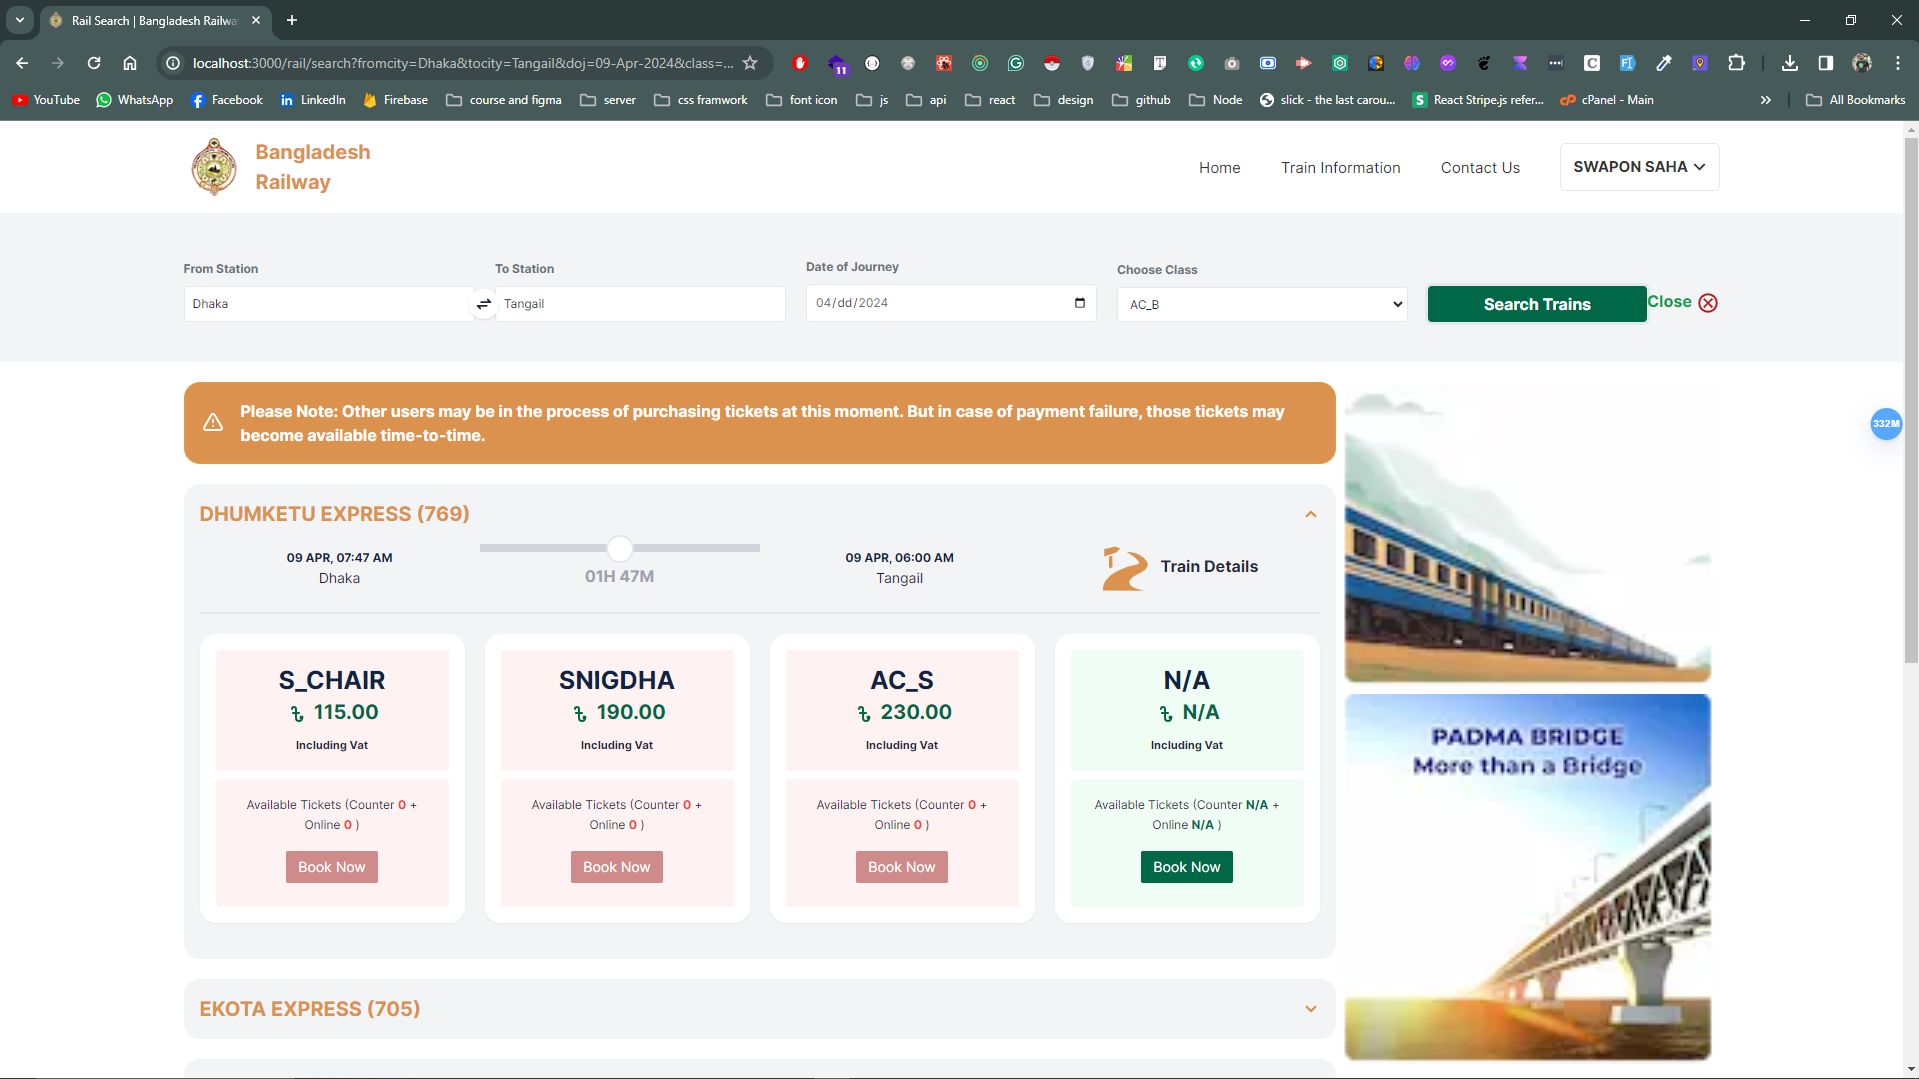 Rail Search | Bangladesh Railwa
localhost:3000/rail/search?fromcity=Dhaka&tocity=Tangail&doj=09-Apr-2024&class=...
11
YouTube
WhatsApp
Facebook
LinkedIn
Firebase
course and figma
server
css framwork
font icon
js
api
react
design
github
Node
slick - the last carou...
React Stripe.js refer...
cPanel - Main
All Bookmarks
Bangladesh
Railway
Home
Train Information
Contact Us
SWAPON SAHA
From Station
To Station
Date of Journey
Choose Class
Dhaka
Tangail
04/dd/2024
AC_B
Search Trains
Close
Please Note: Other users may be in the process of purchasing tickets at this moment. But in case of payment failure, those tickets may
become available time-to-time.
332M
DHUMKETU EXPRESS (769)
09 APR, 07:47 AM
Dhaka
01H 47M
09 APR, 06:00 AM
Tangail
Train Details
S_CHAIR
৳ 115.00
Including Vat
Available Tickets (Counter 0 +
Online 0 )
Book Now
SNIGDHA
৳ 190.00
Including Vat
Available Tickets (Counter 0 +
Online 0 )
Book Now
AC_S
৳ 230.00
Including Vat
Available Tickets (Counter 0 +
Online 0 )
Book Now
N/A
৳ N/A
Including Vat
Available Tickets (Counter N/A +
Online N/A )
Book Now
PADMA BRIDGE
More than a Bridge
EKOTA EXPRESS (705)